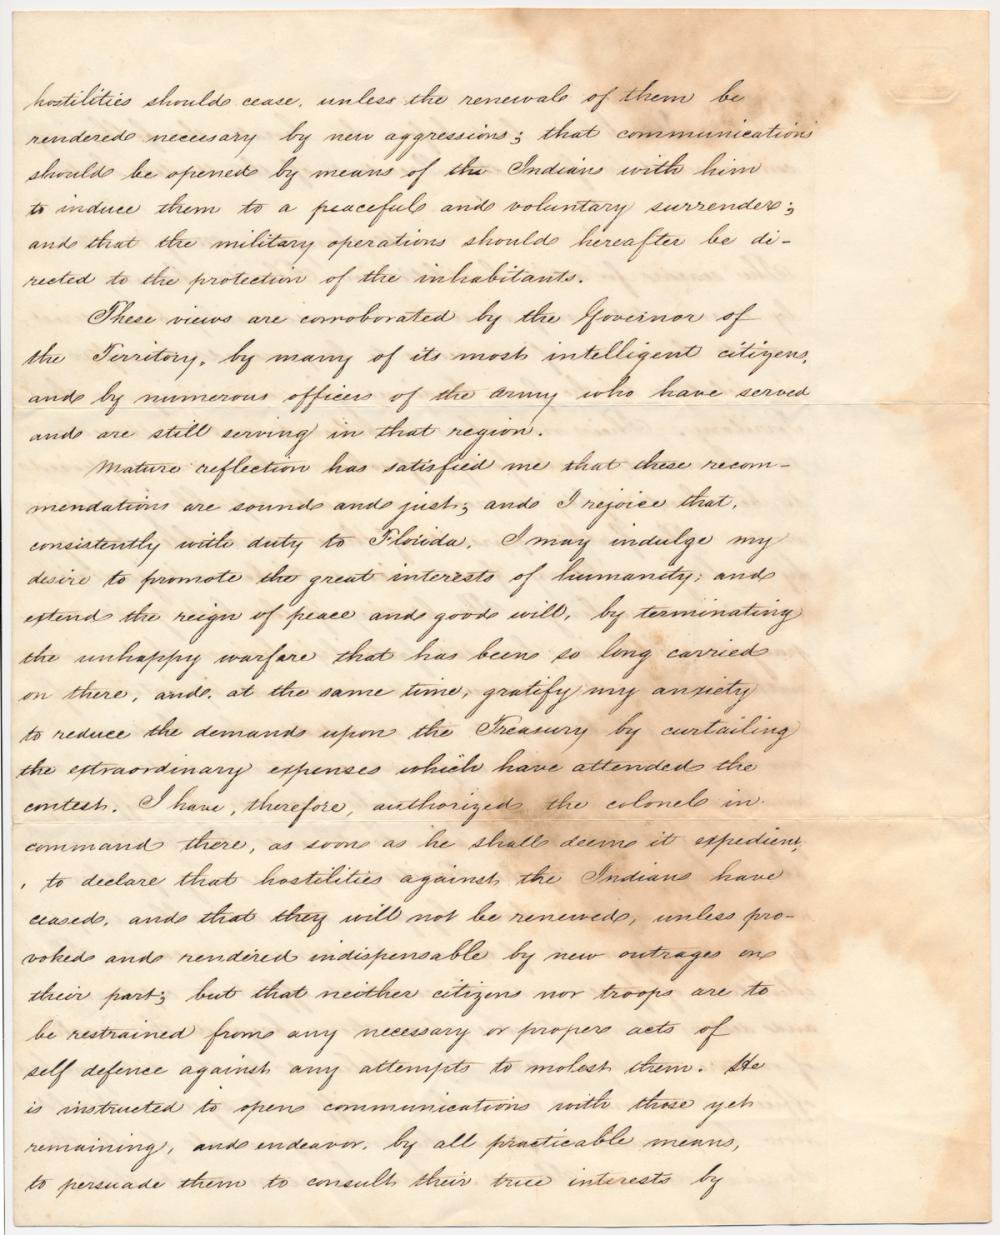 hostilities should cease, unless the renewal of them be
rendered necessary by new aggressions; that communications
should be opened by means of the Indians with him
to induce them to a peaceful and voluntary surrender;
and that the military operations should hereafter be di-
rected to the protection of the inhabitants.
These views are corroborated by the Governor of
the Territory, by many of its most intelligent citizens,
and by numerous officers of the army who have served
and are still serving in that region.
Mature reflection has satisfied me that these recom-
mendations are sound and just; and I rejoice that,
consistently with duty to Florida, I may indulge my
desire to promote the great interests of humanity, and
extend the reign of peace and good will, by terminating
the unhappy warfare that has been so long carried
on there, and, at the same time, gratify my anxiety
to reduce the demands upon the Treasury by curtailing
the extraordinary expenses which have attended the
contest. I have, therefore, authorized the colonel in
command there, as soon as he shall deem it expedient,
to declare that hostilities against the Indians have
ceased, and that they will not be renewed, unless pro-
voked and rendered indispensable by new outrages on
their part; but that neither citizens nor troops are to
be restrained from any necessary or proper acts of
self defence against any attempts to molest them. He
is instructed to open communications with those yet
remaining, and endeavor, by all practicable means,
to persuade them to consult their true interests by